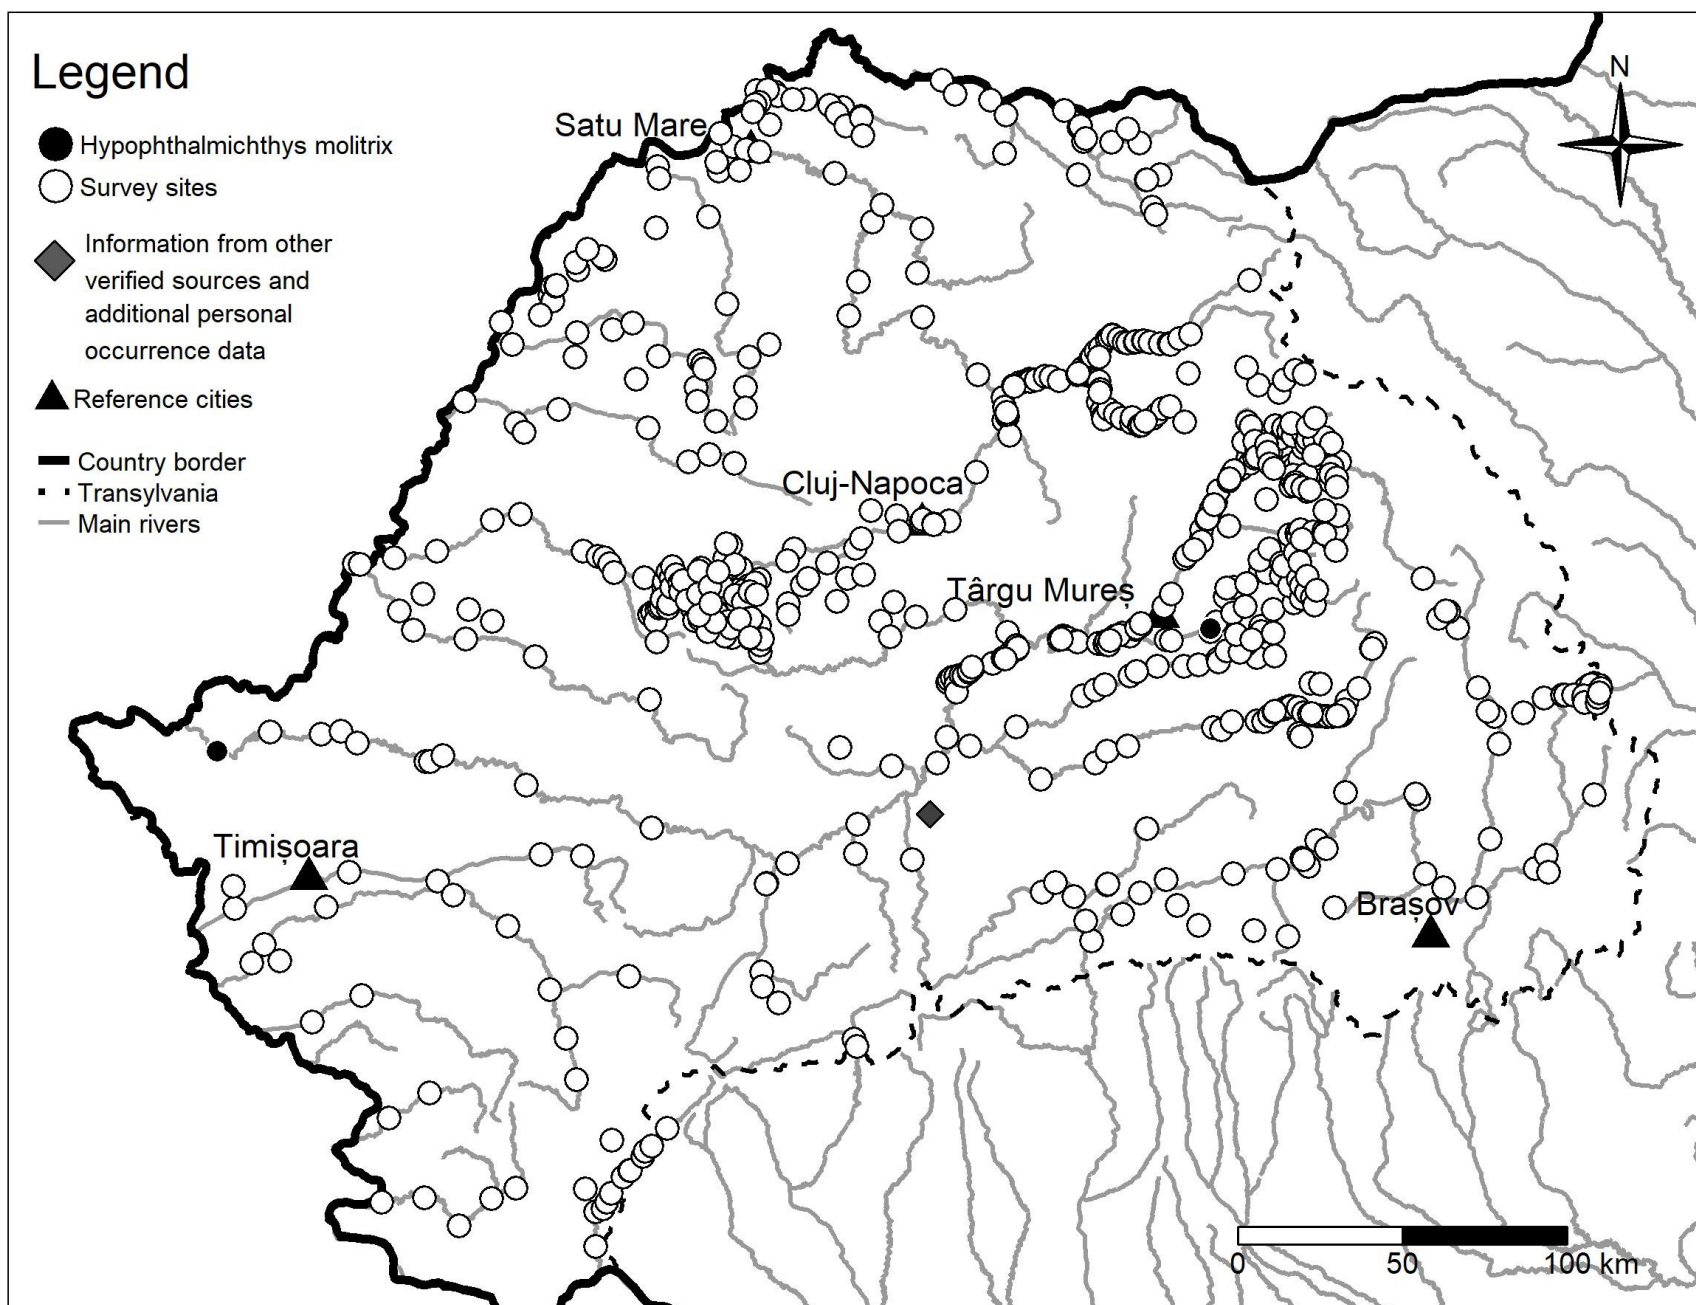 Legend
Hypophthalmichthys molitrix
Survey sites
Information from other
verified sources and
additional personal
occurrence data
Reference cities
Country border
Transylvania
Main rivers
N
Satu Mare
Cluj-Napoca
Târgu Mureș
Timișoara
Brașov
0 50 100 km